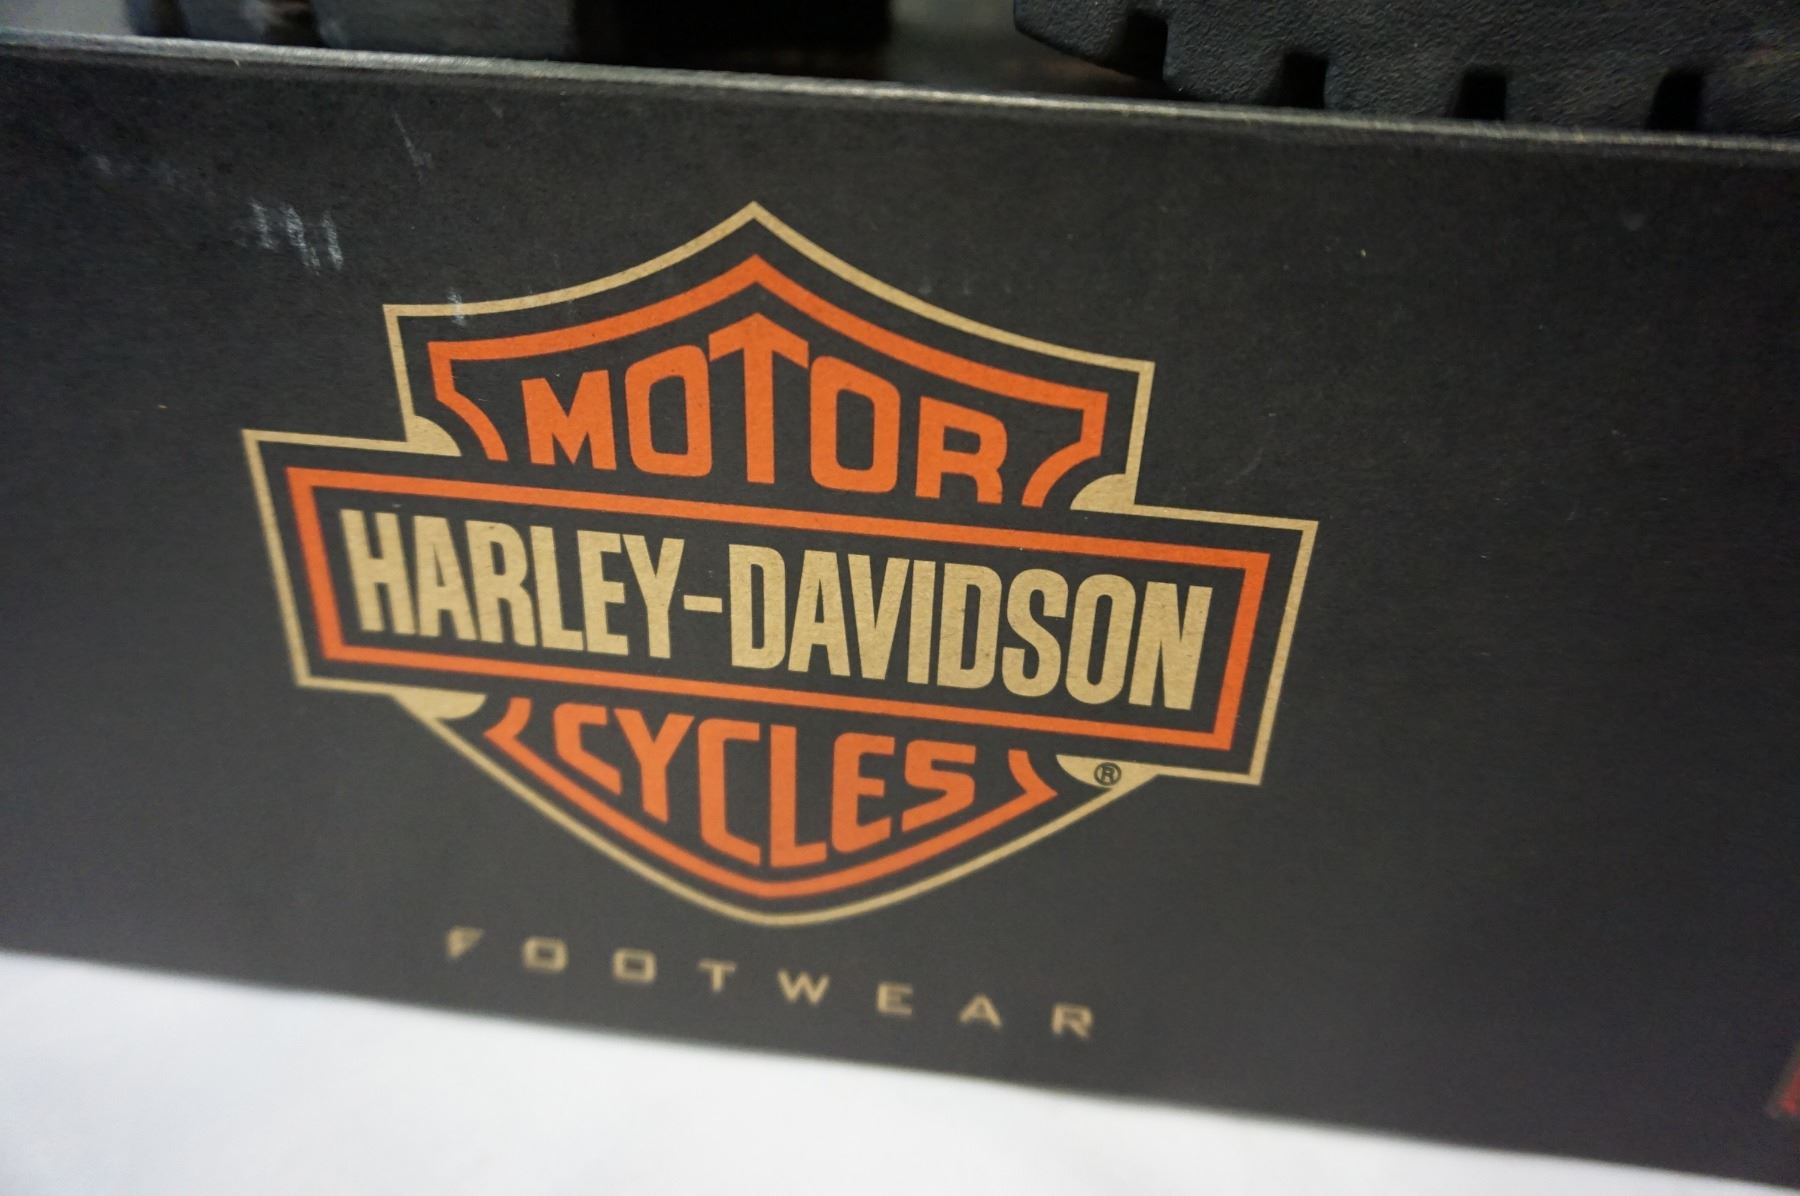 MOTOR
HARLEY-DAVIDSON
CYCLES
®
FOOTWEAR